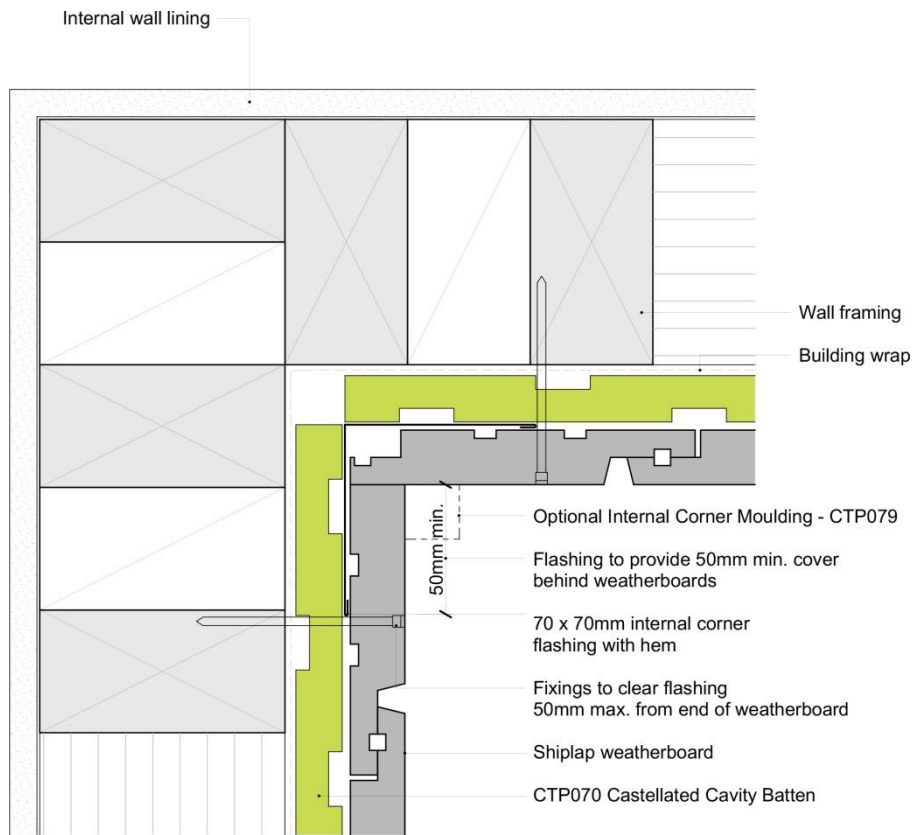 Internal wall lining
Wall framing
Building wrap
50mm min.
Optional Internal Corner Moulding - CTP079
Flashing to provide 50mm min. cover
behind weatherboards
70 x 70mm internal corner
flashing with hem
Fixings to clear flashing
50mm max. from end of weatherboard
Shiplap weatherboard
CTP070 Castellated Cavity Batten